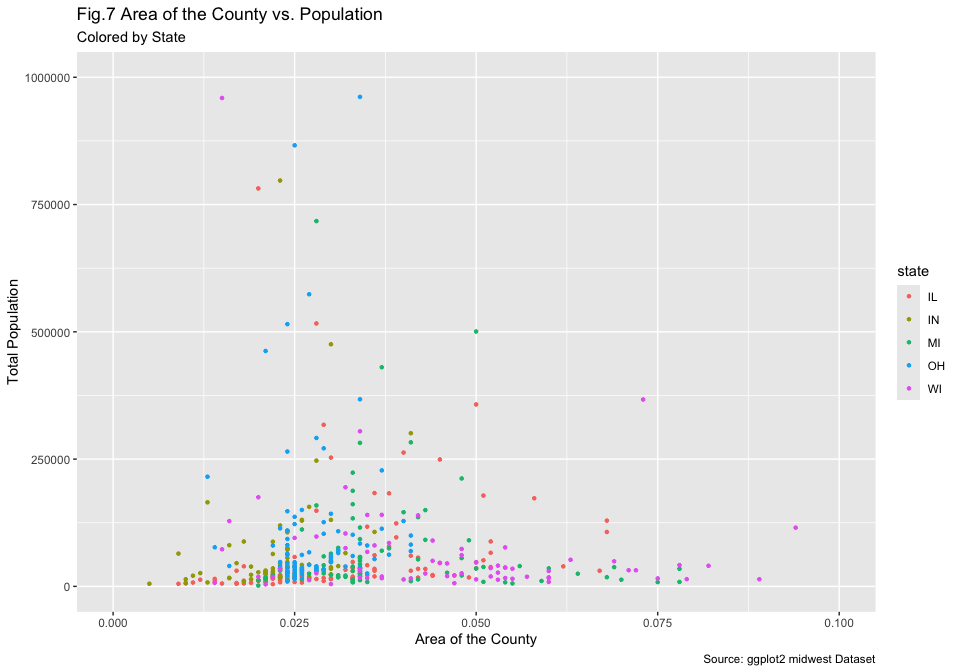 Fig.7 Area of the County vs. Population
Colored by State
1000000
750000
500000
250000
0
Total Population
0.000
0.025
0.050
0.075
0.100
Area of the County
state
IL
IN
MI
OH
WI
Source: ggplot2 midwest Dataset